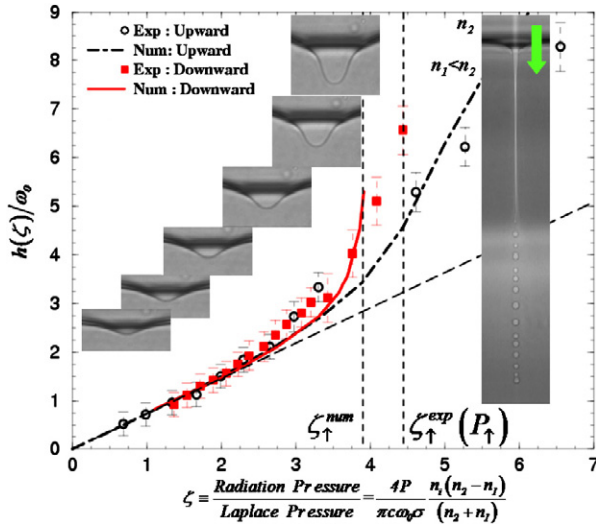 9
8
7
6
5
4
3
2
1
0
h(ζ)/ω₀
Exp : Upward
Num: Upward
Exp : Downward
Num : Downward
n₂
n₁<n₂
ζ↑ⁿᵘᵐ
ζ↑ᵉˣᵖ (P↑)
0 1 2 3 4 5 6 7
ζ ≡ Radiation Pressure / Laplace Pressure = 4P / πcω₀σ nᵢ(n₂ − n₁) / (n₂ + n₁)